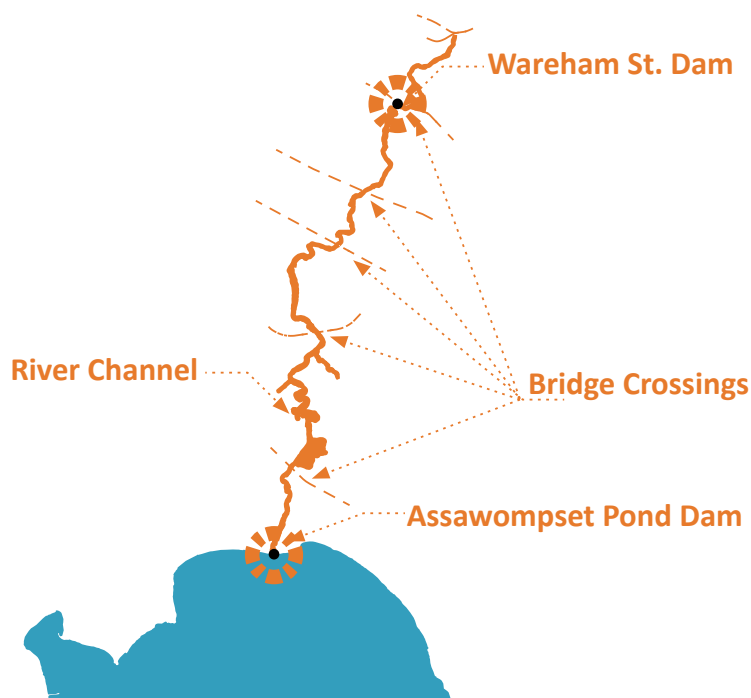 Wareham St. Dam
River Channel
Bridge Crossings
Assawompset Pond Dam